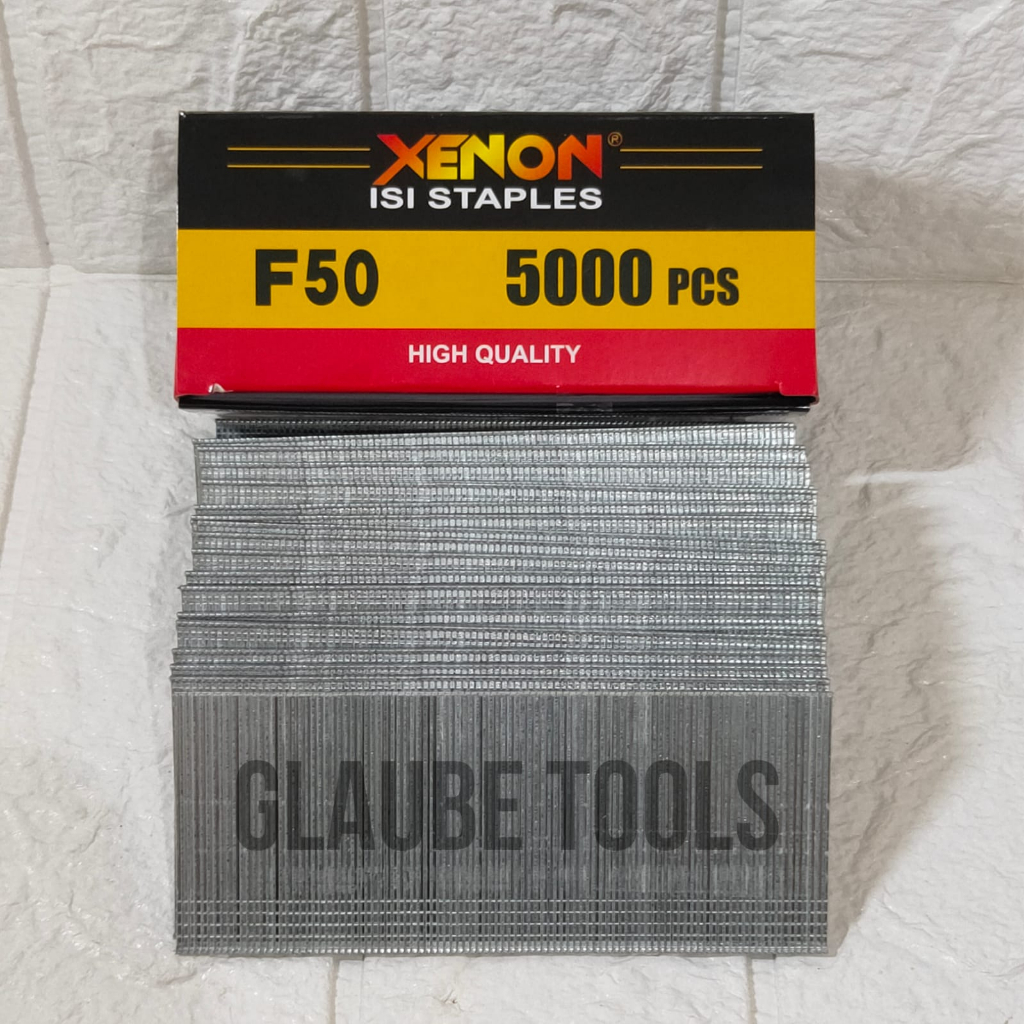 XENON®
ISI STAPLES
F50 5000 PCS
HIGH QUALITY
GLAUBE TOOLS